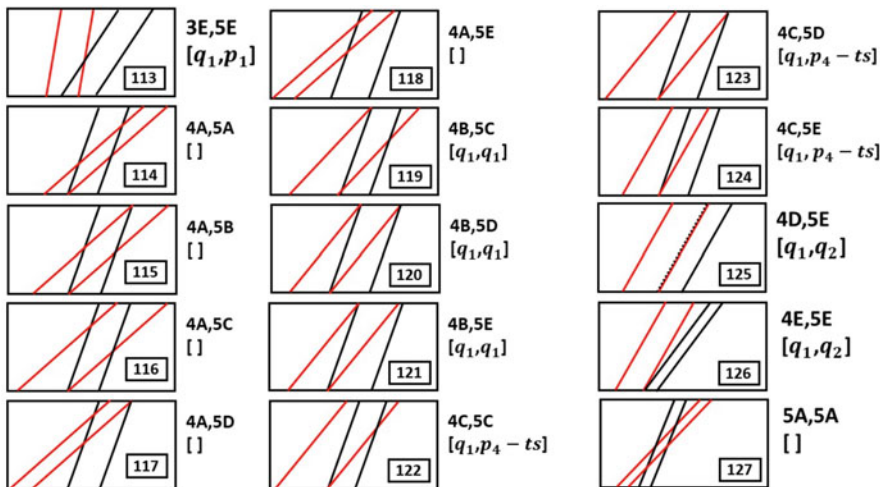 3E,5E
[q₁,p₁]
113
4A,5A
[ ]
114
4A,5B
[ ]
115
4A,5C
[ ]
116
4A,5D
[ ]
117
4A,5E
[ ]
118
4B,5C
[q₁,q₁]
119
4B,5D
[q₁,q₁]
120
4B,5E
[q₁,q₁]
121
4C,5C
[q₁,p₄ − ts]
122
4C,5D
[q₁,p₄ − ts]
123
4C,5E
[q₁,p₄ − ts]
124
4D,5E
[q₁,q₂]
125
4E,5E
[q₁,q₂]
126
5A,5A
[ ]
127